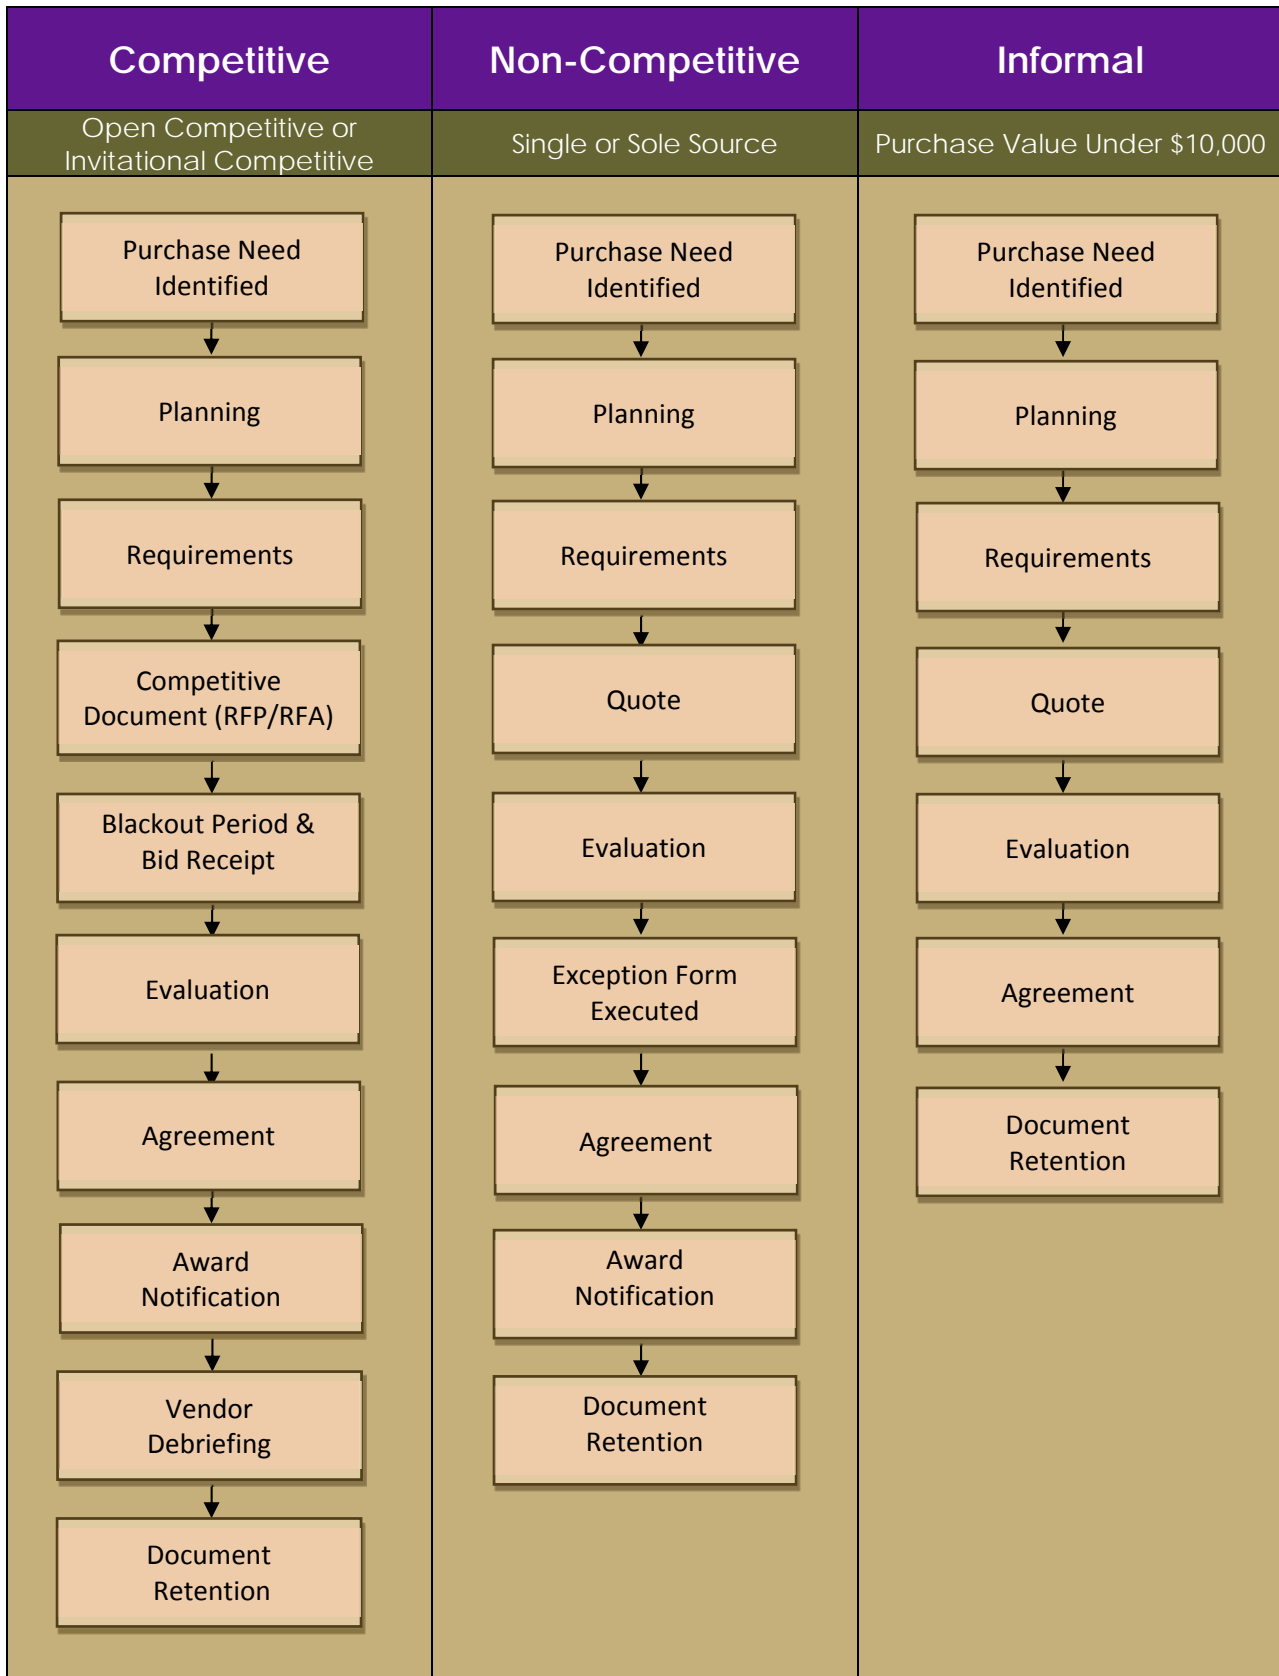 Competitive
Non-Competitive
Informal
Open Competitive or
Invitational Competitive
Single or Sole Source
Purchase Value Under $10,000
Purchase Need
Identified
Planning
Requirements
Competitive
Document (RFP/RFA)
Blackout Period &
Bid Receipt
Evaluation
Agreement
Award
Notification
Vendor
Debriefing
Document
Retention
Purchase Need
Identified
Planning
Requirements
Quote
Evaluation
Exception Form
Executed
Agreement
Award
Notification
Document
Retention
Purchase Need
Identified
Planning
Requirements
Quote
Evaluation
Agreement
Document
Retention